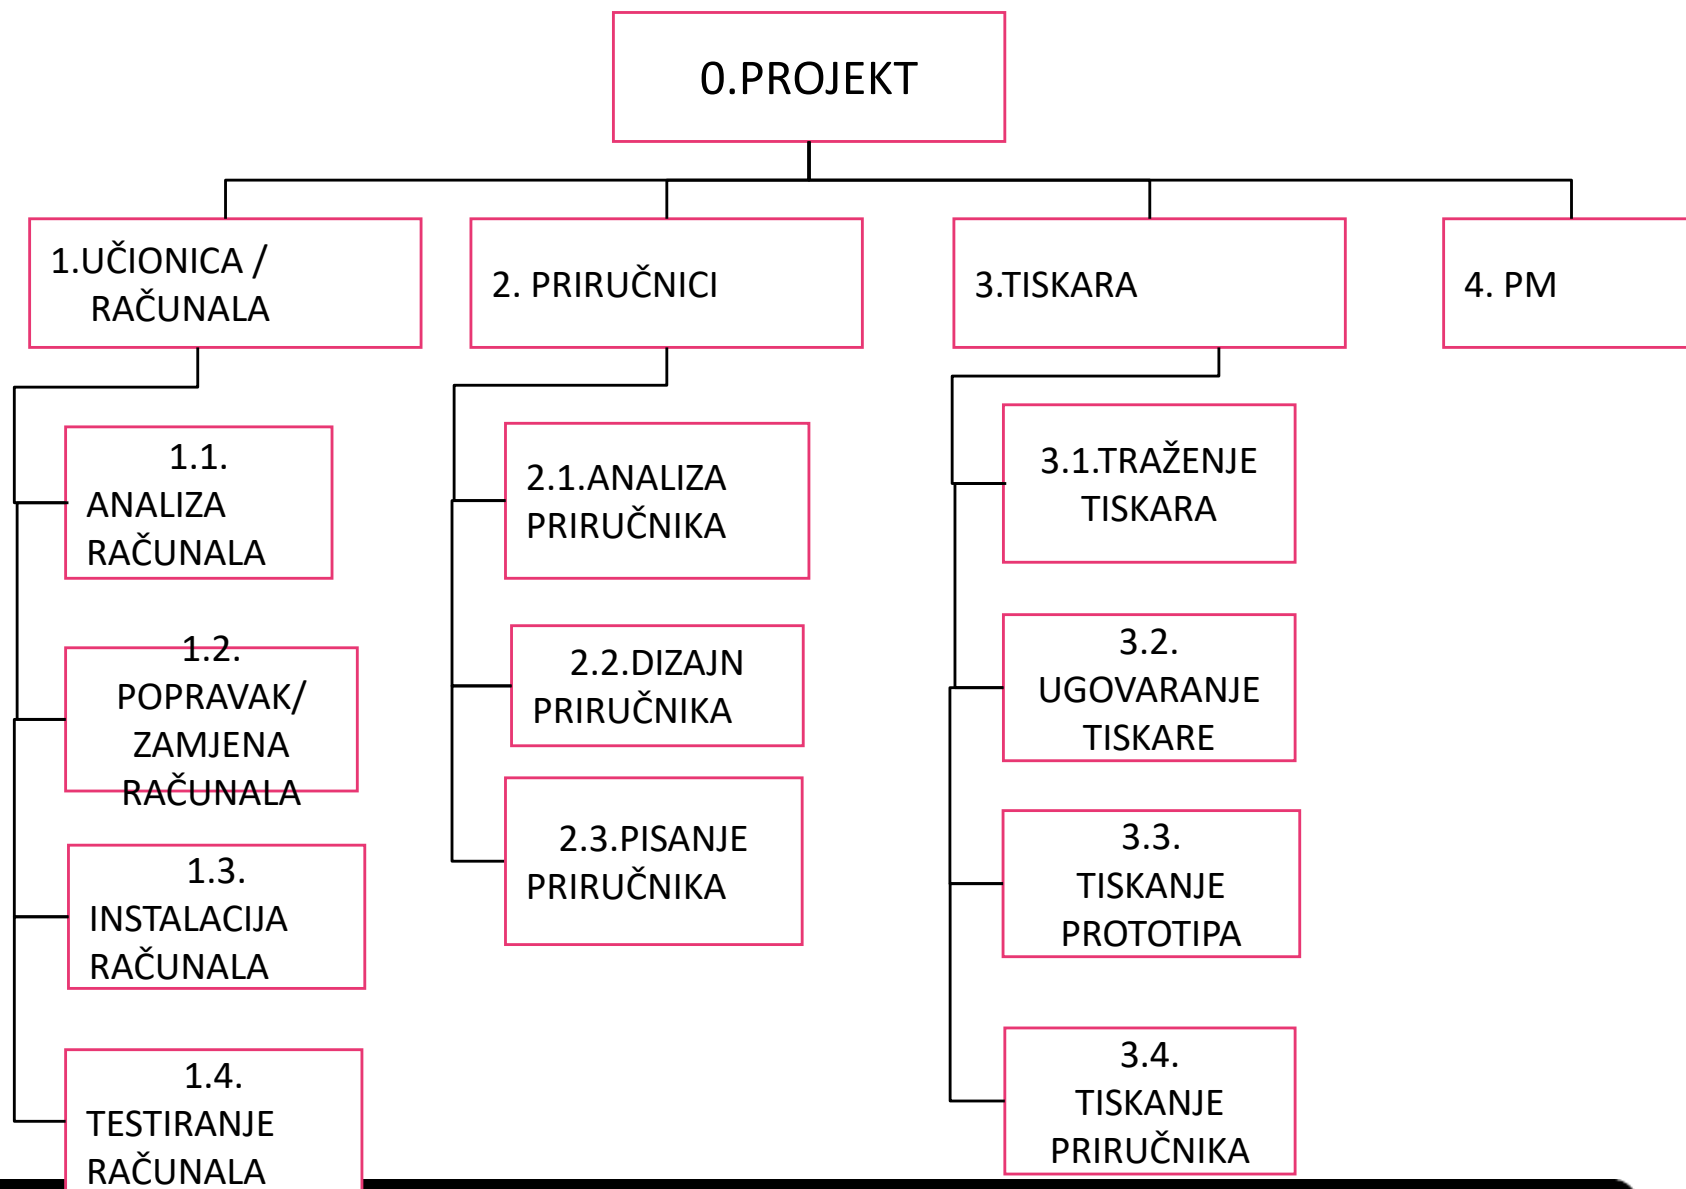 0.PROJEKT
1.UČIONICA /
RAČUNALA
2. PRIRUČNICI
3.TISKARA
4. PM
1.1.
ANALIZA
RAČUNALA
1.2.
POPRAVAK/
ZAMJENA
RAČUNALA
1.3.
INSTALACIJA
RAČUNALA
1.4.
TESTIRANJE
RAČUNALA
2.1.ANALIZA
PRIRUČNIKA
2.2.DIZAJN
PRIRUČNIKA
2.3.PISANJE
PRIRUČNIKA
3.1.TRAŽENJE
TISKARA
3.2.
UGOVARANJE
TISKARE
3.3.
TISKANJE
PROTOTIPA
3.4.
TISKANJE
PRIRUČNIKA